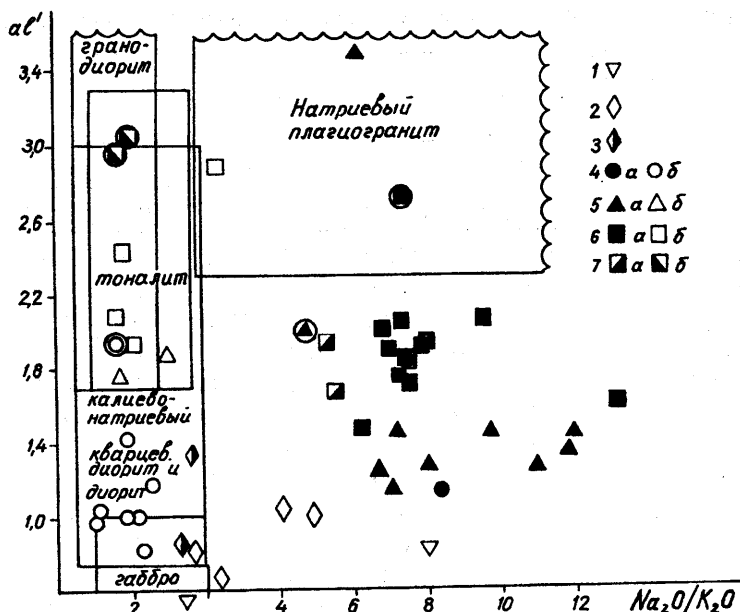 al'
3,4
3,0
2,6
2,2
1,8
1,4
1,0
грано-
диорит
Натриевый
плагиогранит
тоналит
калиево-
натриевый
кварцев.
диорит и
диорит
габбро
1
2
3
4 а б
5 а б
6 а б
7 а б
2 4 6 8 10 12 Na₂O/K₂O